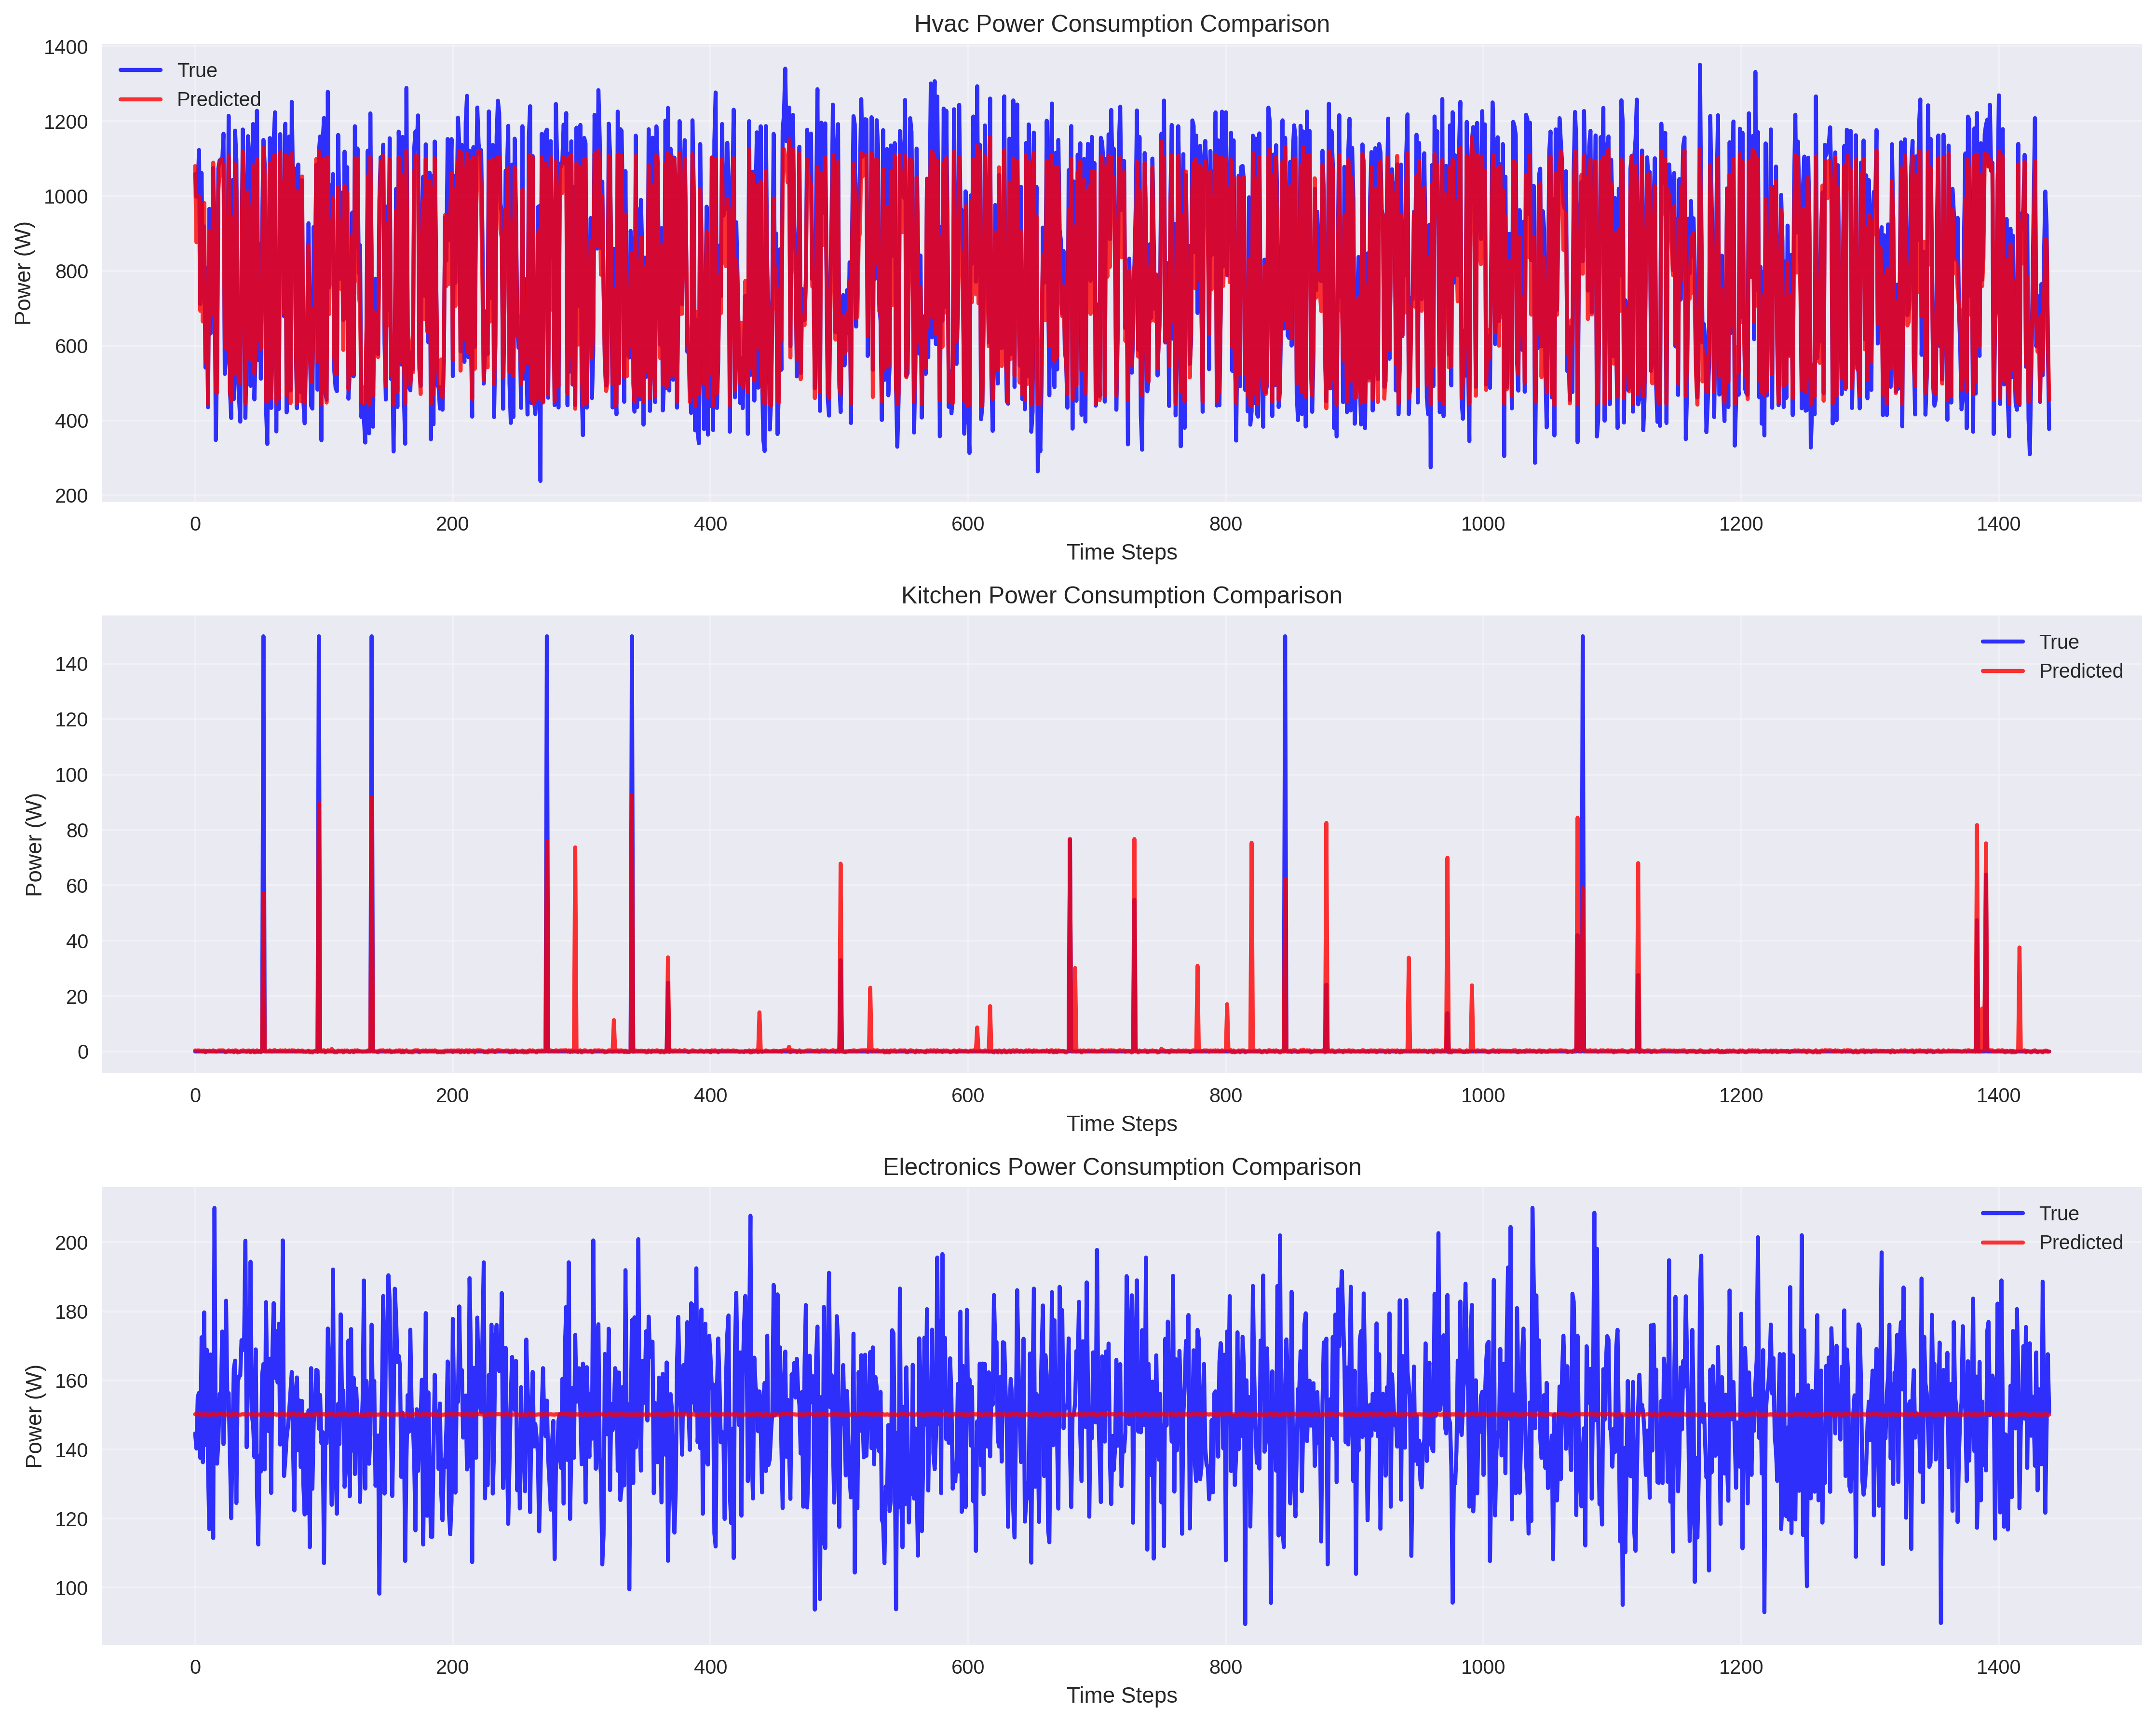 Hvac Power Consumption Comparison
1400
1200
1000
800
600
400
200
Power (W)
True
Predicted
0 200 400 600 800 1000 1200 1400
Time Steps
Kitchen Power Consumption Comparison
140
120
100
80
60
40
20
0
Power (W)
True
Predicted
0 200 400 600 800 1000 1200 1400
Time Steps
Electronics Power Consumption Comparison
200
180
160
140
120
100
Power (W)
True
Predicted
0 200 400 600 800 1000 1200 1400
Time Steps